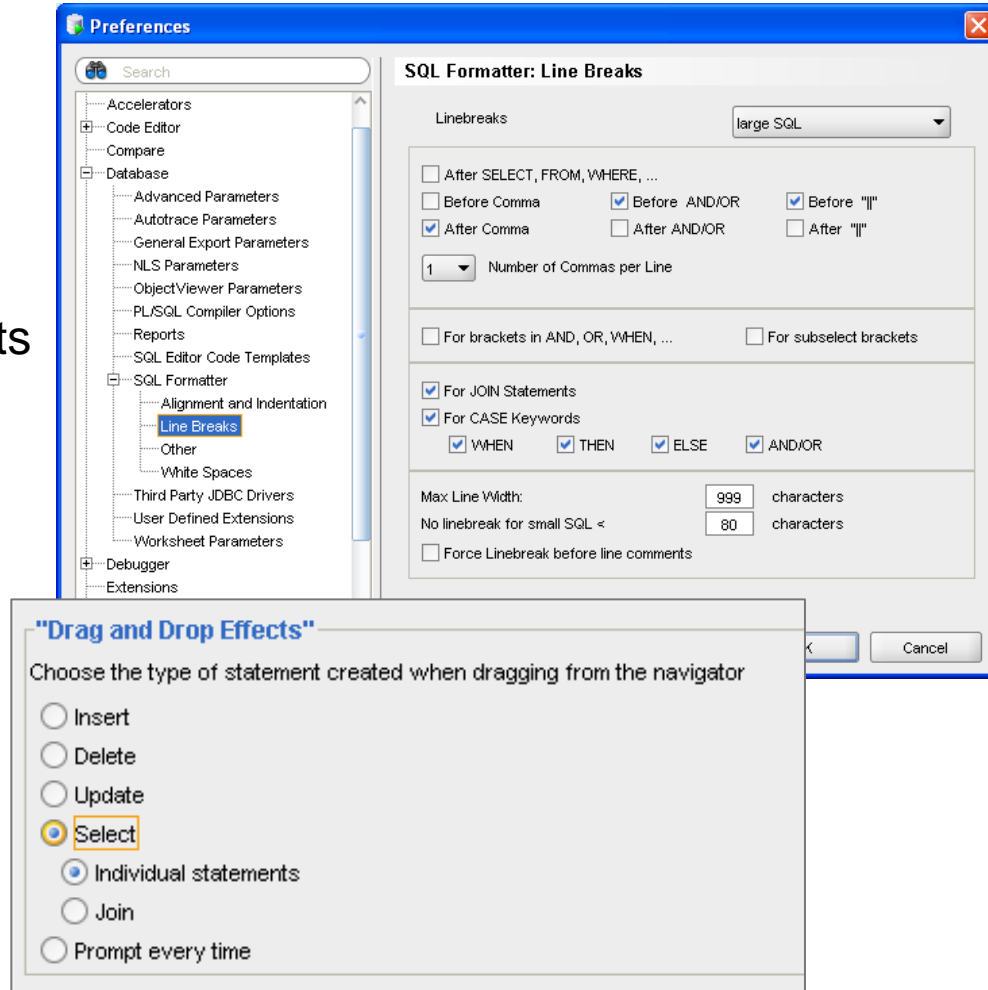 Preferences
Search
Accelerators
Code Editor
Compare
Database
Advanced Parameters
Autotrace Parameters
General Export Parameters
NLS Parameters
ObjectViewer Parameters
PL/SQL Compiler Options
Reports
SQL Editor Code Templates
SQL Formatter
Alignment and Indentation
Line Breaks
Other
White Spaces
Third Party JDBC Drivers
User Defined Extensions
Worksheet Parameters
Debugger
Extensions
SQL Formatter: Line Breaks
Linebreaks large SQL
After SELECT, FROM, WHERE, ...
Before Comma Before AND/OR Before "||"
After Comma After AND/OR After "||"
1 Number of Commas per Line
For brackets in AND, OR, WHEN, ... For subselect brackets
For JOIN Statements
For CASE Keywords
WHEN THEN ELSE AND/OR
Max Line Width: 999 characters
No linebreak for small SQL < 80 characters
Force Linebreak before line comments
Cancel
ts
"Drag and Drop Effects"
Choose the type of statement created when dragging from the navigator
Insert
Delete
Update
Select
Individual statements
Join
Prompt every time